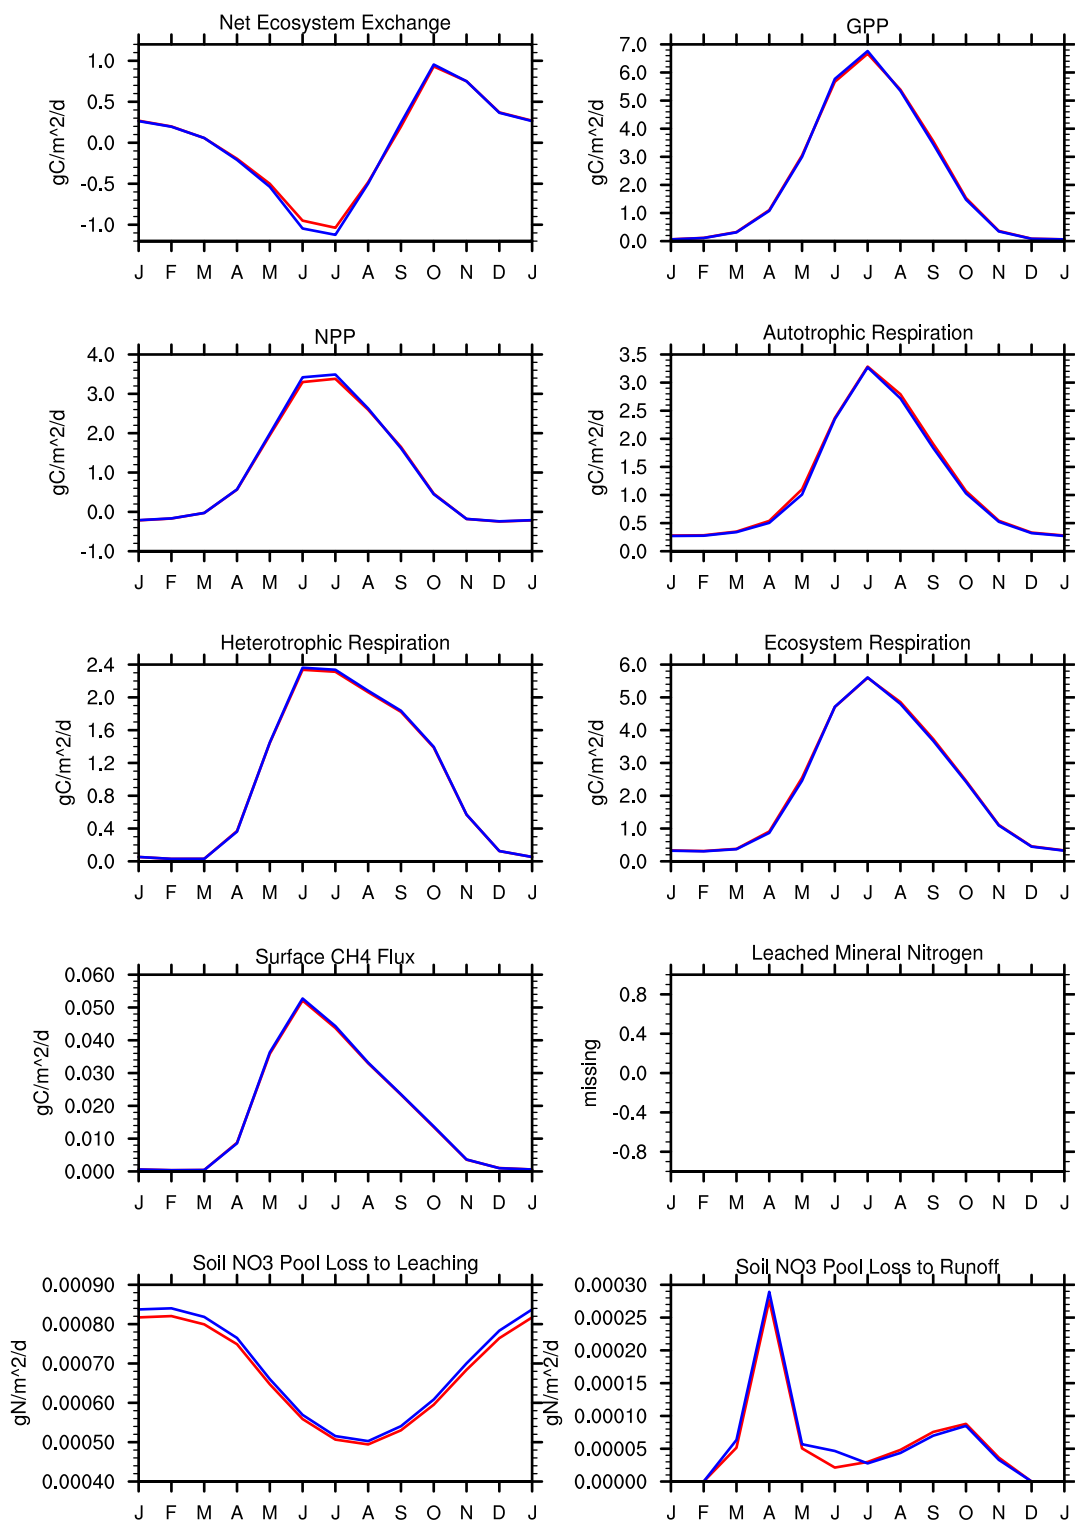 Net Ecosystem Exchange
gC/m^2/d
1.0
0.5
0.0
-0.5
-1.0
J F M A M J J A S O N D J
GPP
gC/m^2/d
7.0
6.0
5.0
4.0
3.0
2.0
1.0
0.0
J F M A M J J A S O N D J
NPP
gC/m^2/d
4.0
3.0
2.0
1.0
0.0
-1.0
J F M A M J J A S O N D J
Autotrophic Respiration
gC/m^2/d
3.5
3.0
2.5
2.0
1.5
1.0
0.5
0.0
J F M A M J J A S O N D J
Heterotrophic Respiration
gC/m^2/d
2.4
2.0
1.6
1.2
0.8
0.4
0.0
J F M A M J J A S O N D J
Ecosystem Respiration
gC/m^2/d
6.0
5.0
4.0
3.0
2.0
1.0
0.0
J F M A M J J A S O N D J
Surface CH4 Flux
gC/m^2/d
0.060
0.050
0.040
0.030
0.020
0.010
0.000
J F M A M J J A S O N D J
Leached Mineral Nitrogen
missing
0.8
0.4
0.0
-0.4
-0.8
J F M A M J J A S O N D J
Soil NO3 Pool Loss to Leaching
gN/m^2/d
0.00090
0.00080
0.00070
0.00060
0.00050
0.00040
J F M A M J J A S O N D J
Soil NO3 Pool Loss to Runoff
gN/m^2/d
0.00030
0.00025
0.00020
0.00015
0.00010
0.00005
0.00000
J F M A M J J A S O N D J